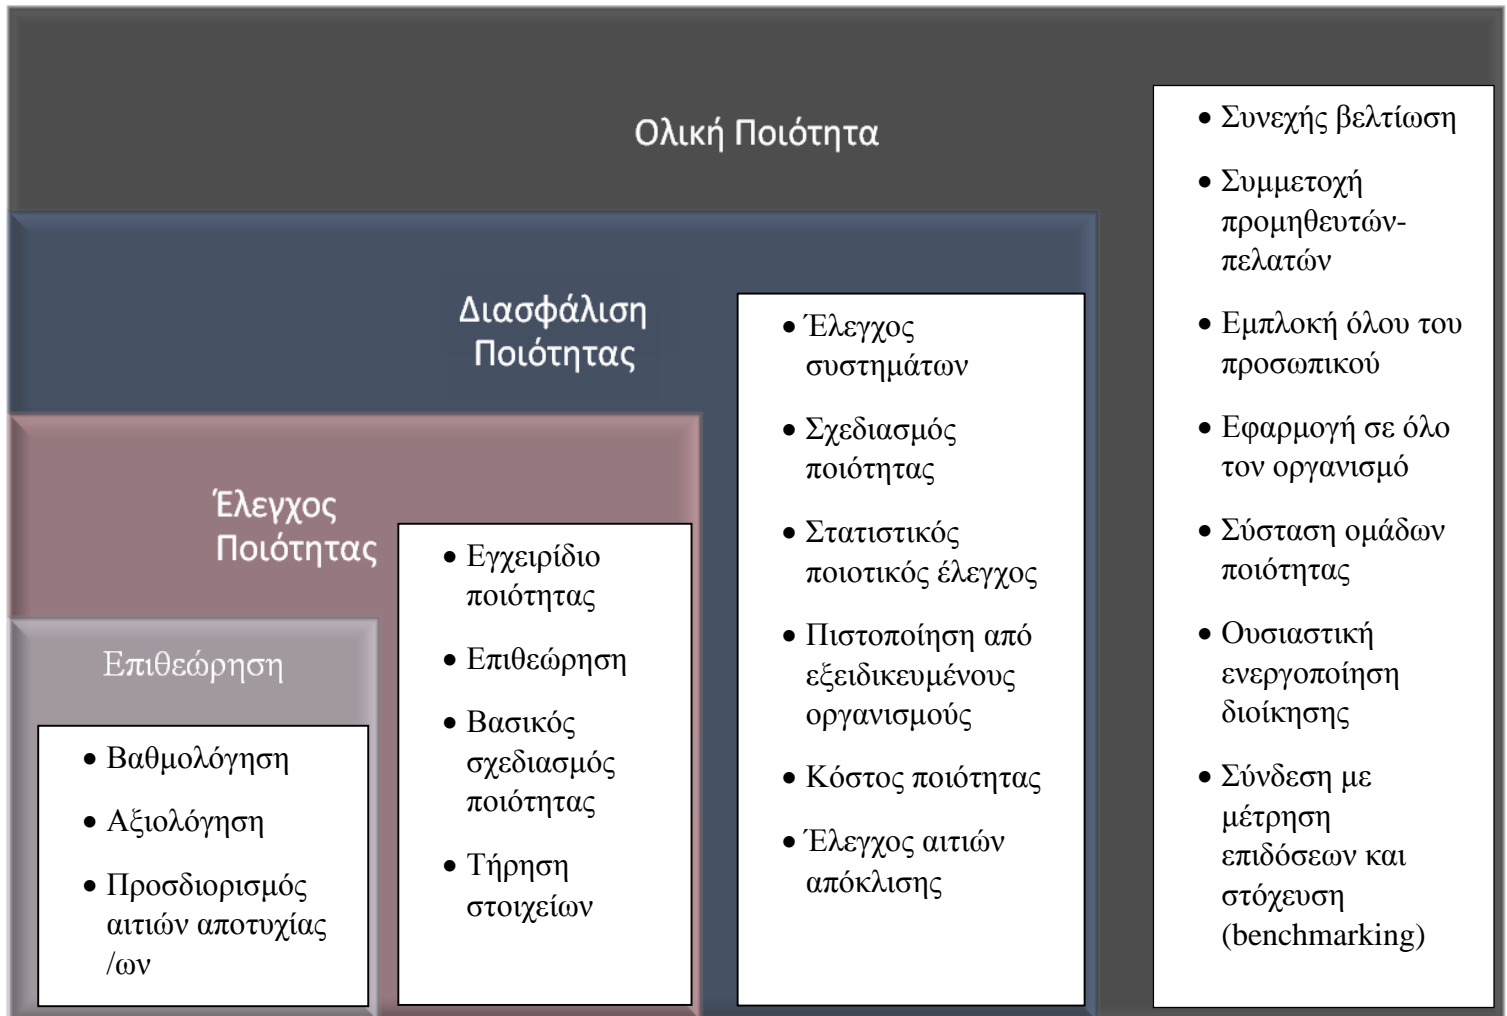 Ολική Ποιότητα
• Συνεχής βελτίωση
• Συμμετοχή
προμηθευτών-
πελατών
• Εμπλοκή όλου του
προσωπικού
• Εφαρμογή σε όλο
τον οργανισμό
• Σύσταση ομάδων
ποιότητας
• Ουσιαστική
ενεργοποίηση
διοίκησης
• Σύνδεση με
μέτρηση
επιδόσεων και
στόχευση
(benchmarking)
Διασφάλιση
Ποιότητας
• Έλεγχος
συστημάτων
• Σχεδιασμός
ποιότητας
• Στατιστικός
ποιοτικός έλεγχος
• Πιστοποίηση από
εξειδικευμένους
οργανισμούς
• Κόστος ποιότητας
• Έλεγχος αιτιών
απόκλισης
Έλεγχος
Ποιότητας
• Εγχειρίδιο
ποιότητας
• Επιθεώρηση
• Βασικός
σχεδιασμός
ποιότητας
• Τήρηση
στοιχείων
Επιθεώρηση
• Βαθμολόγηση
• Αξιολόγηση
• Προσδιορισμός
αιτιών αποτυχίας
/ων